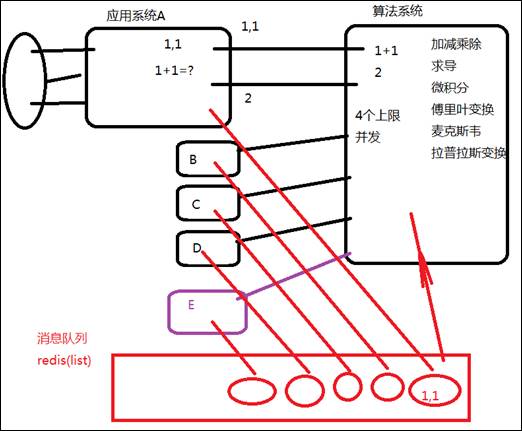 应用系统A
算法系统
1,1
1,1
1+1=?
2
1+1
2
4个上限
并发
加减乘除
求导
微积分
傅里叶变换
麦克斯韦
拉普拉斯变换
B
C
D
E
消息队列
redis(list)
1,1